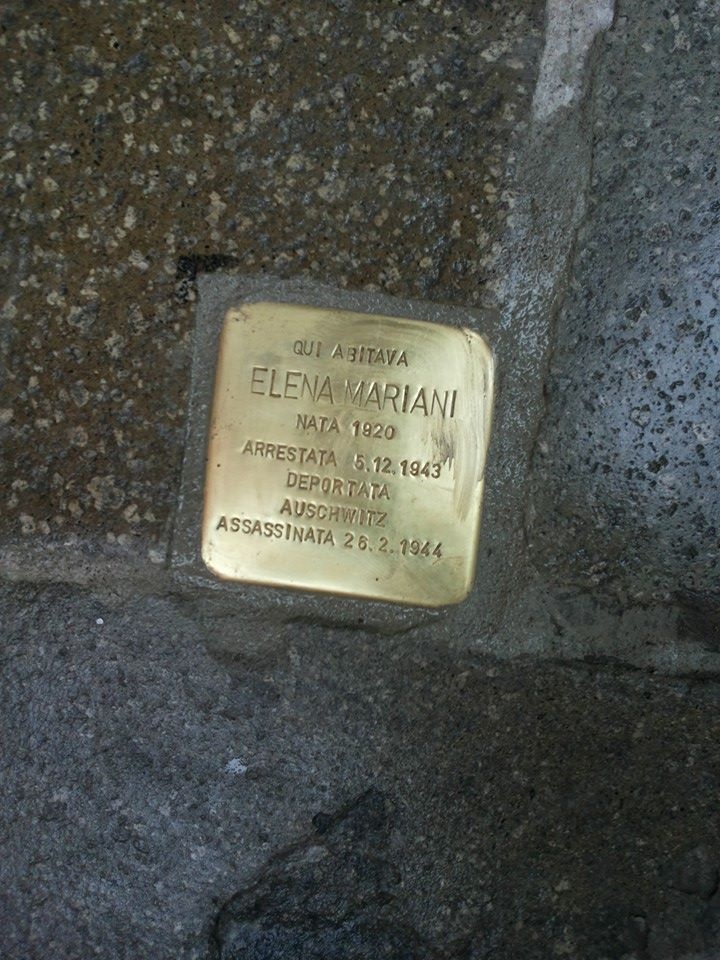 QUI ABITAVA
ELENA MARIANI
NATA 1920
ARRESTATA 5.12.1943
DEPORTATA
AUSCHWITZ
ASSASSINATA 26.2.1944